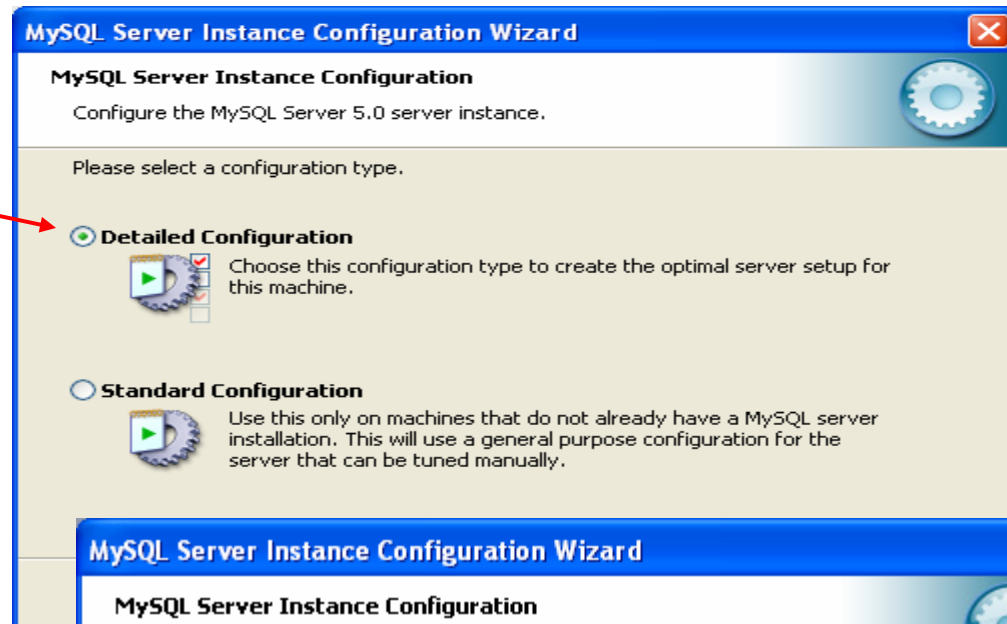 MySQL Server Instance Configuration Wizard
MySQL Server Instance Configuration
Configure the MySQL Server 5.0 server instance.
Please select a configuration type.
Detailed Configuration
Choose this configuration type to create the optimal server setup for
this machine.
Standard Configuration
Use this only on machines that do not already have a MySQL server
installation. This will use a general purpose configuration for the
server that can be tuned manually.
MySQL Server Instance Configuration Wizard
MySQL Server Instance Configuration